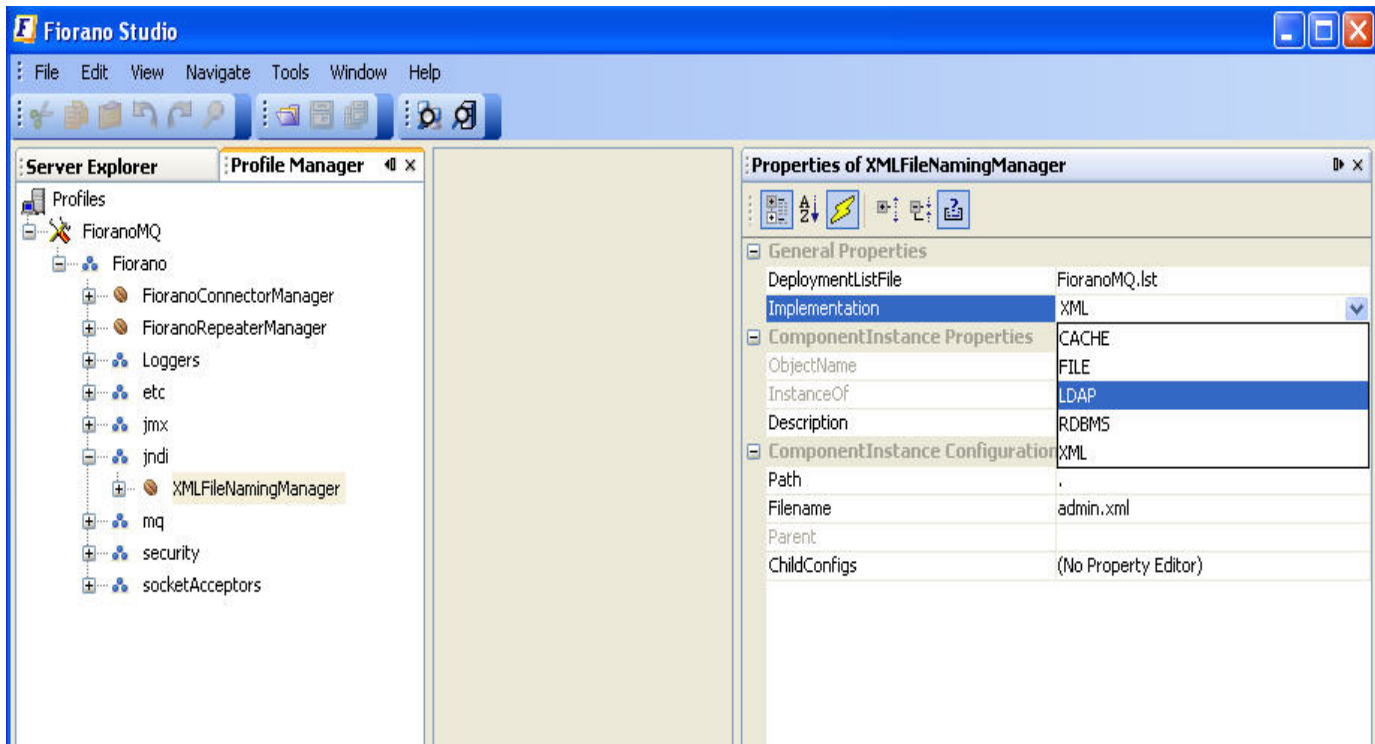 Fiorano Studio
File Edit View Navigate Tools Window Help
Server Explorer
Profile Manager
Profiles
FioranoMQ
Fiorano
FioranoConnectorManager
FioranoRepeaterManager
Loggers
etc
jmx
jndi
XMLFileNamingManager
mq
security
socketAcceptors
Properties of XMLFileNamingManager
General Properties
DeploymentListFile FioranoMQ.lst
Implementation XML
ComponentInstance Properties CACHE
ObjectName FILE
InstanceOf LDAP
Description RDBMS
ComponentInstance Configuration XML
Path .
Filename admin.xml
Parent
ChildConfigs (No Property Editor)